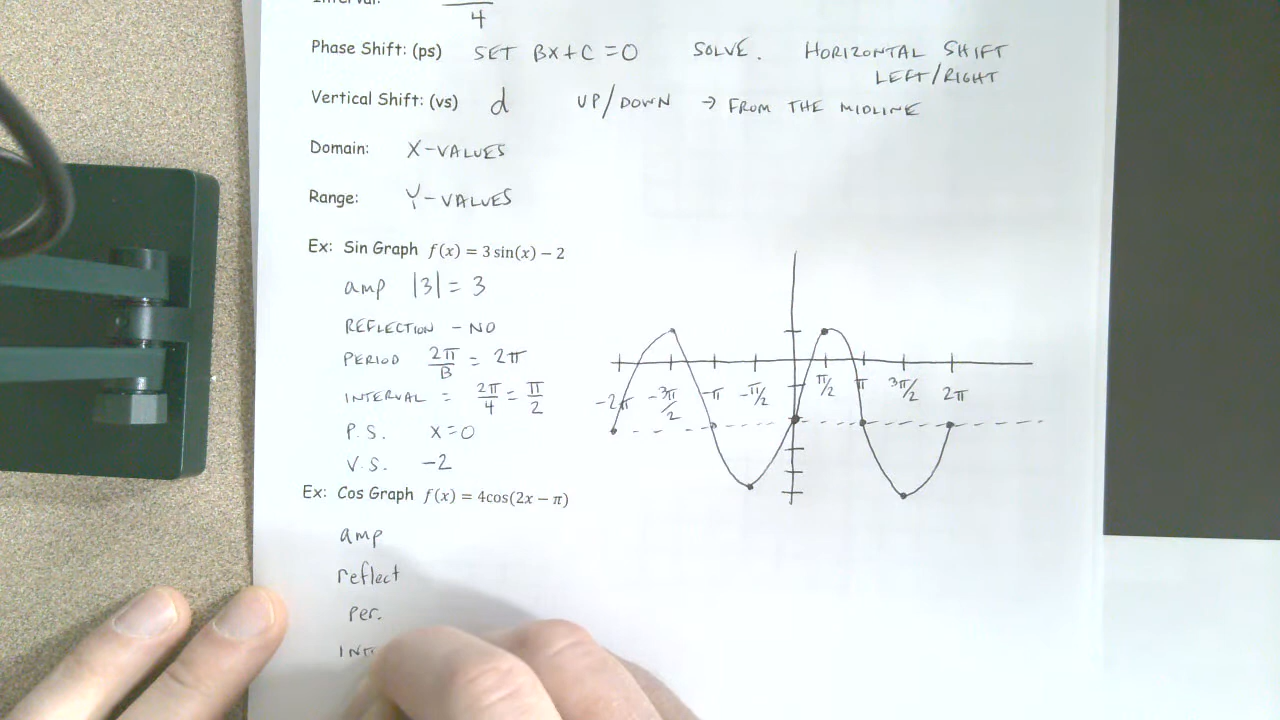 4
Phase Shift: (ps) SET BX+C =0 SOLVE. HORIZONTAL SHIFT
LEFT/RIGHT
Vertical Shift: (vs) d UP/DOWN → FROM THE MIDLINE
Domain: X-VALUES
Range: Y-VALUES
Ex: Sin Graph f(x) = 3 sin(x) − 2
amp |3| = 3
REFLECTION - NO
PERIOD 2π/B = 2π
INTERVAL = 2π/4 = π/2
P.S. X=0
V.S. -2
-2π -3π/2 -π -π/2 π/2 π 3π/2 2π
Ex: Cos Graph f(x) = 4cos(2x − π)
amp
reflect
per.
INT